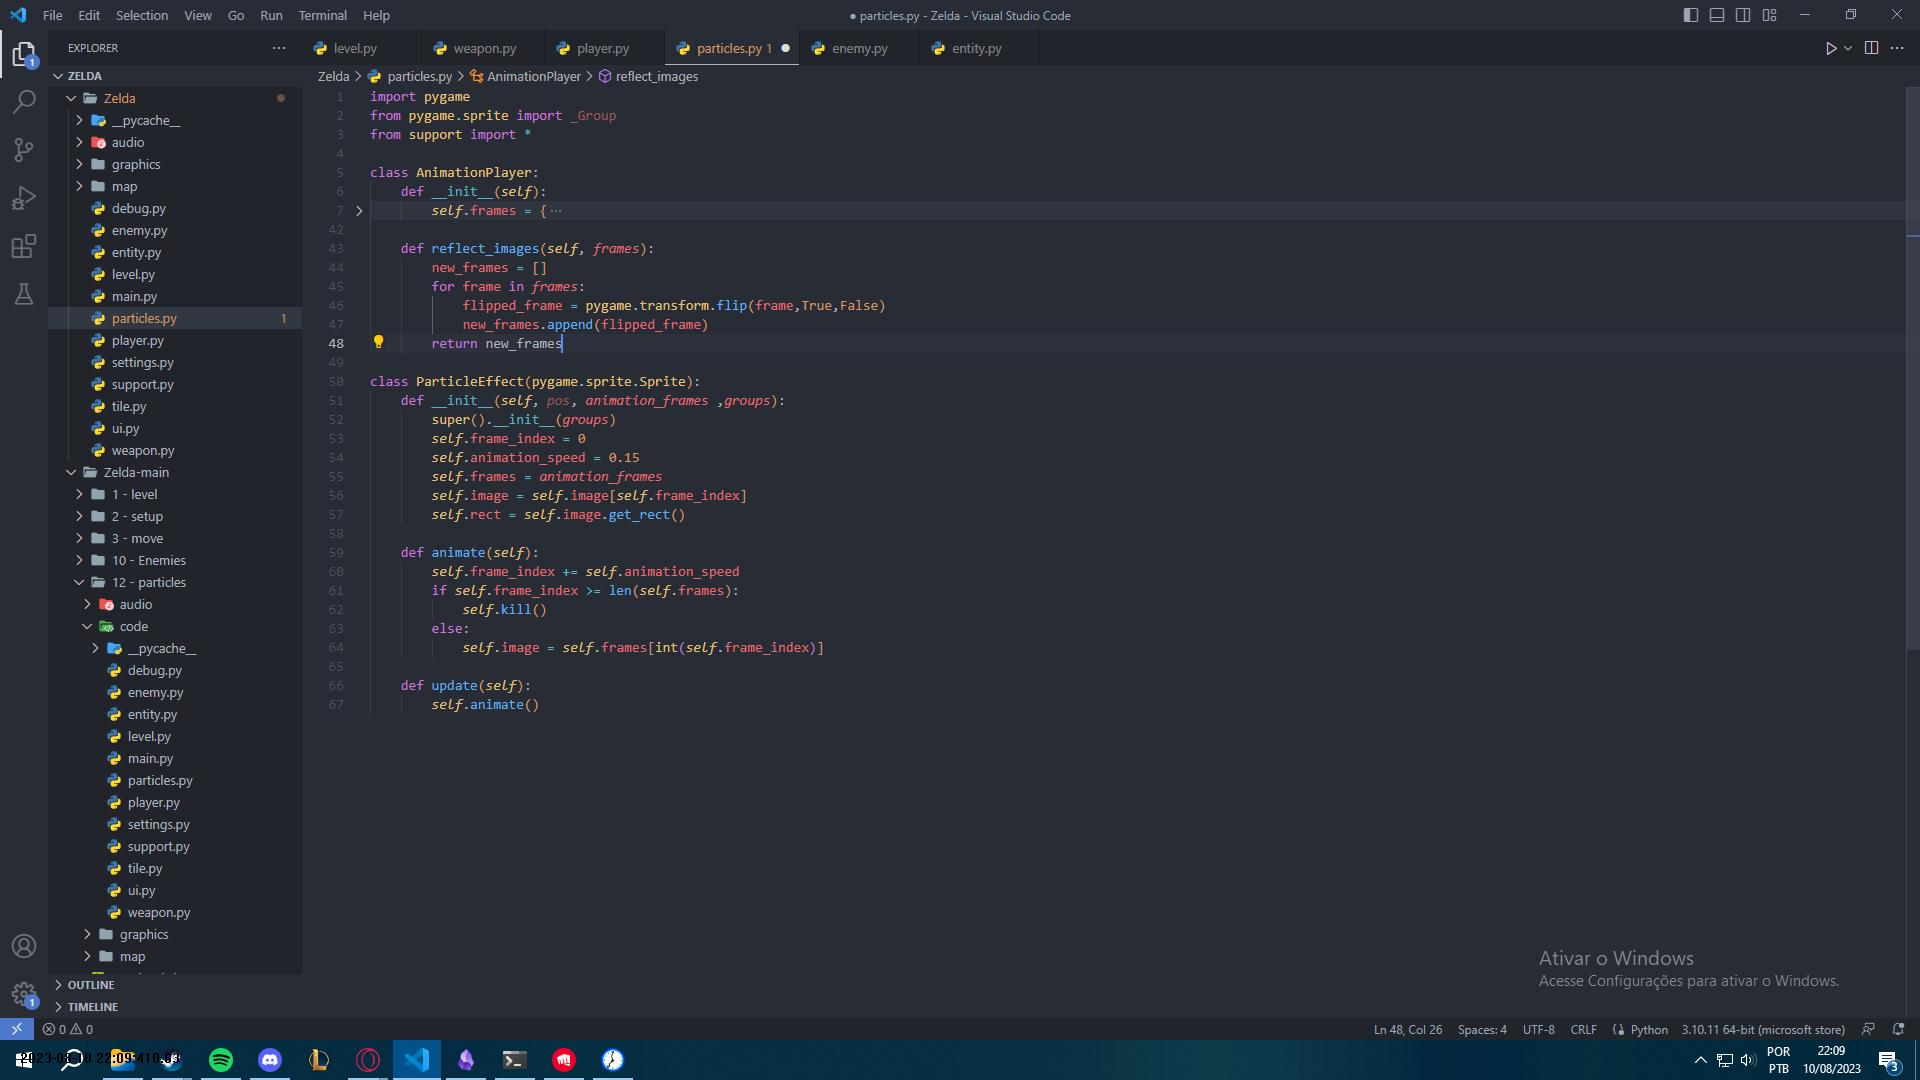 File Edit Selection View Go Run Terminal Help
● particles.py - Zelda - Visual Studio Code
EXPLORER
level.py weapon.py player.py particles.py 1 enemy.py entity.py
ZELDA
Zelda > particles.py > AnimationPlayer > reflect_images
Zelda
__pycache__
audio
graphics
map
debug.py
enemy.py
entity.py
level.py
main.py
particles.py 1
player.py
settings.py
support.py
tile.py
ui.py
weapon.py
Zelda-main
1 - level
2 - setup
3 - move
10 - Enemies
12 - particles
audio
code
__pycache__
debug.py
enemy.py
entity.py
level.py
main.py
particles.py
player.py
settings.py
support.py
tile.py
ui.py
weapon.py
graphics
map
OUTLINE
TIMELINE
1 import pygame
2 from pygame.sprite import _Group
3 from support import *
4
5 class AnimationPlayer:
6 def __init__(self):
7 self.frames = { ···
42
43 def reflect_images(self, frames):
44 new_frames = []
45 for frame in frames:
46 flipped_frame = pygame.transform.flip(frame,True,False)
47 new_frames.append(flipped_frame)
48 return new_frames
49
50 class ParticleEffect(pygame.sprite.Sprite):
51 def __init__(self, pos, animation_frames ,groups):
52 super().__init__(groups)
53 self.frame_index = 0
54 self.animation_speed = 0.15
55 self.frames = animation_frames
56 self.image = self.image[self.frame_index]
57 self.rect = self.image.get_rect()
58
59 def animate(self):
60 self.frame_index += self.animation_speed
61 if self.frame_index >= len(self.frames):
62 self.kill()
63 else:
64 self.image = self.frames[int(self.frame_index)]
65
66 def update(self):
67 self.animate()
Ativar o Windows
Acesse Configurações para ativar o Windows.
1
1
0 0
Ln 48, Col 26 Spaces: 4 UTF-8 CRLF Python 3.10.11 64-bit (microsoft store)
POR
PTB
22:09
10/08/2023
3